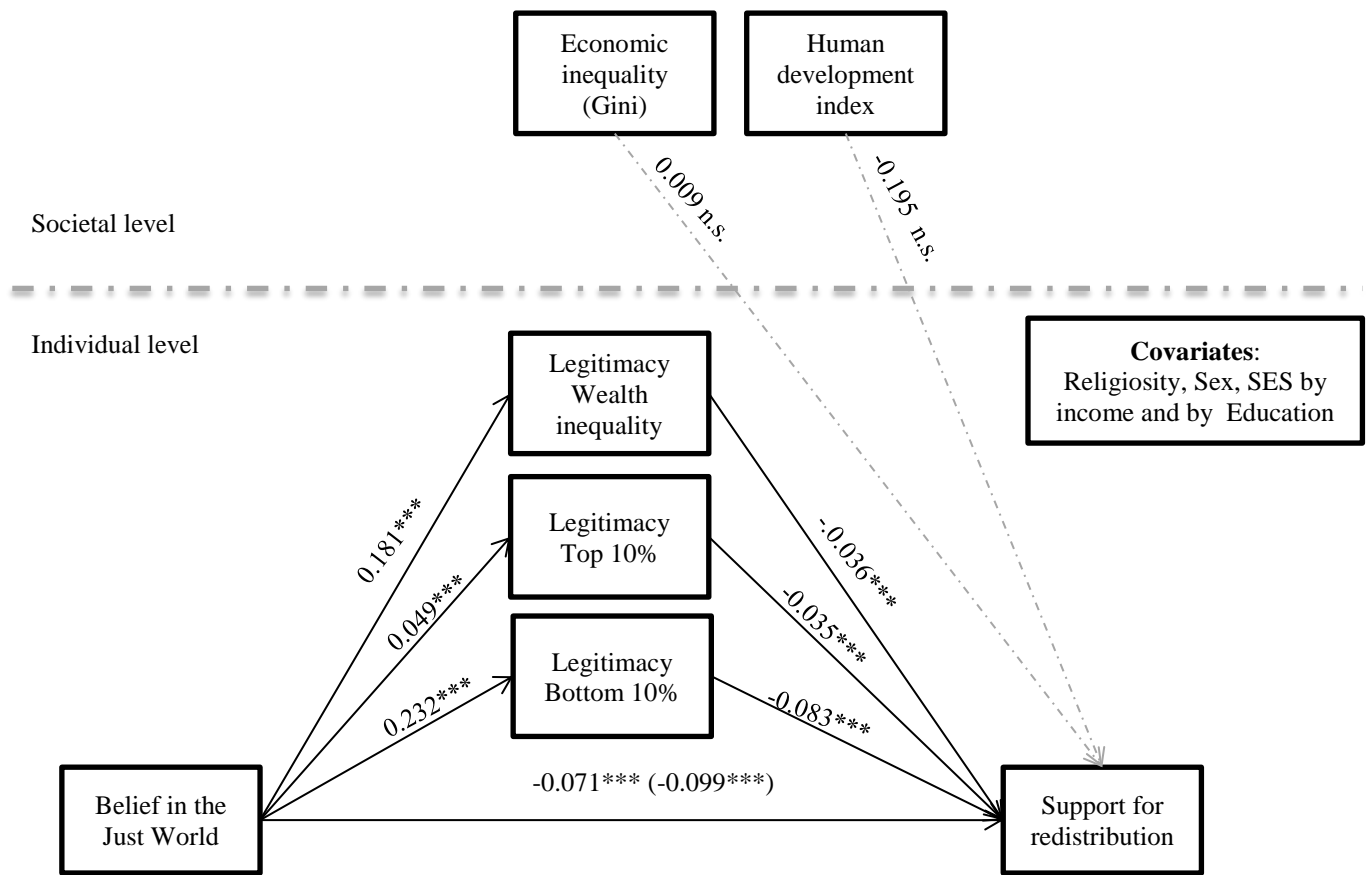 Economic
inequality
(Gini)
Human
development
index
0.009 n.s.
-0.195 n.s.
Societal level
Individual level
Legitimacy
Wealth
inequality
Covariates:
Religiosity, Sex, SES by
income and by Education
0.181***
-.0.036***
Legitimacy
Top 10%
0.049***
-0.035***
Legitimacy
Bottom 10%
0.232***
-0.083***
-0.071*** (-0.099***)
Belief in the
Just World
Support for
redistribution